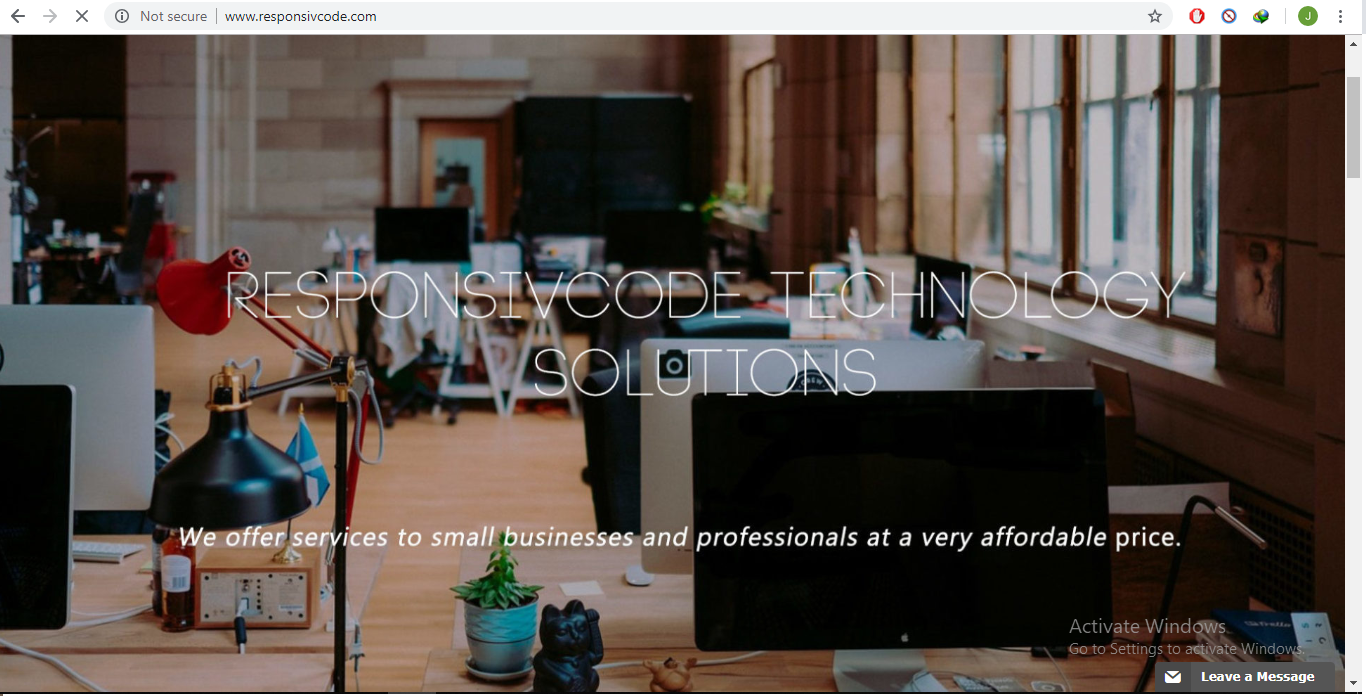 Not secure
www.responsivcode.com
J
RESPONSIVCODE TECHNOLOGY
SOLUTIONS
We offer services to small businesses and professionals at a very affordable price.
Activate Windows
Go to Settings to activate Windows.
Leave a Message